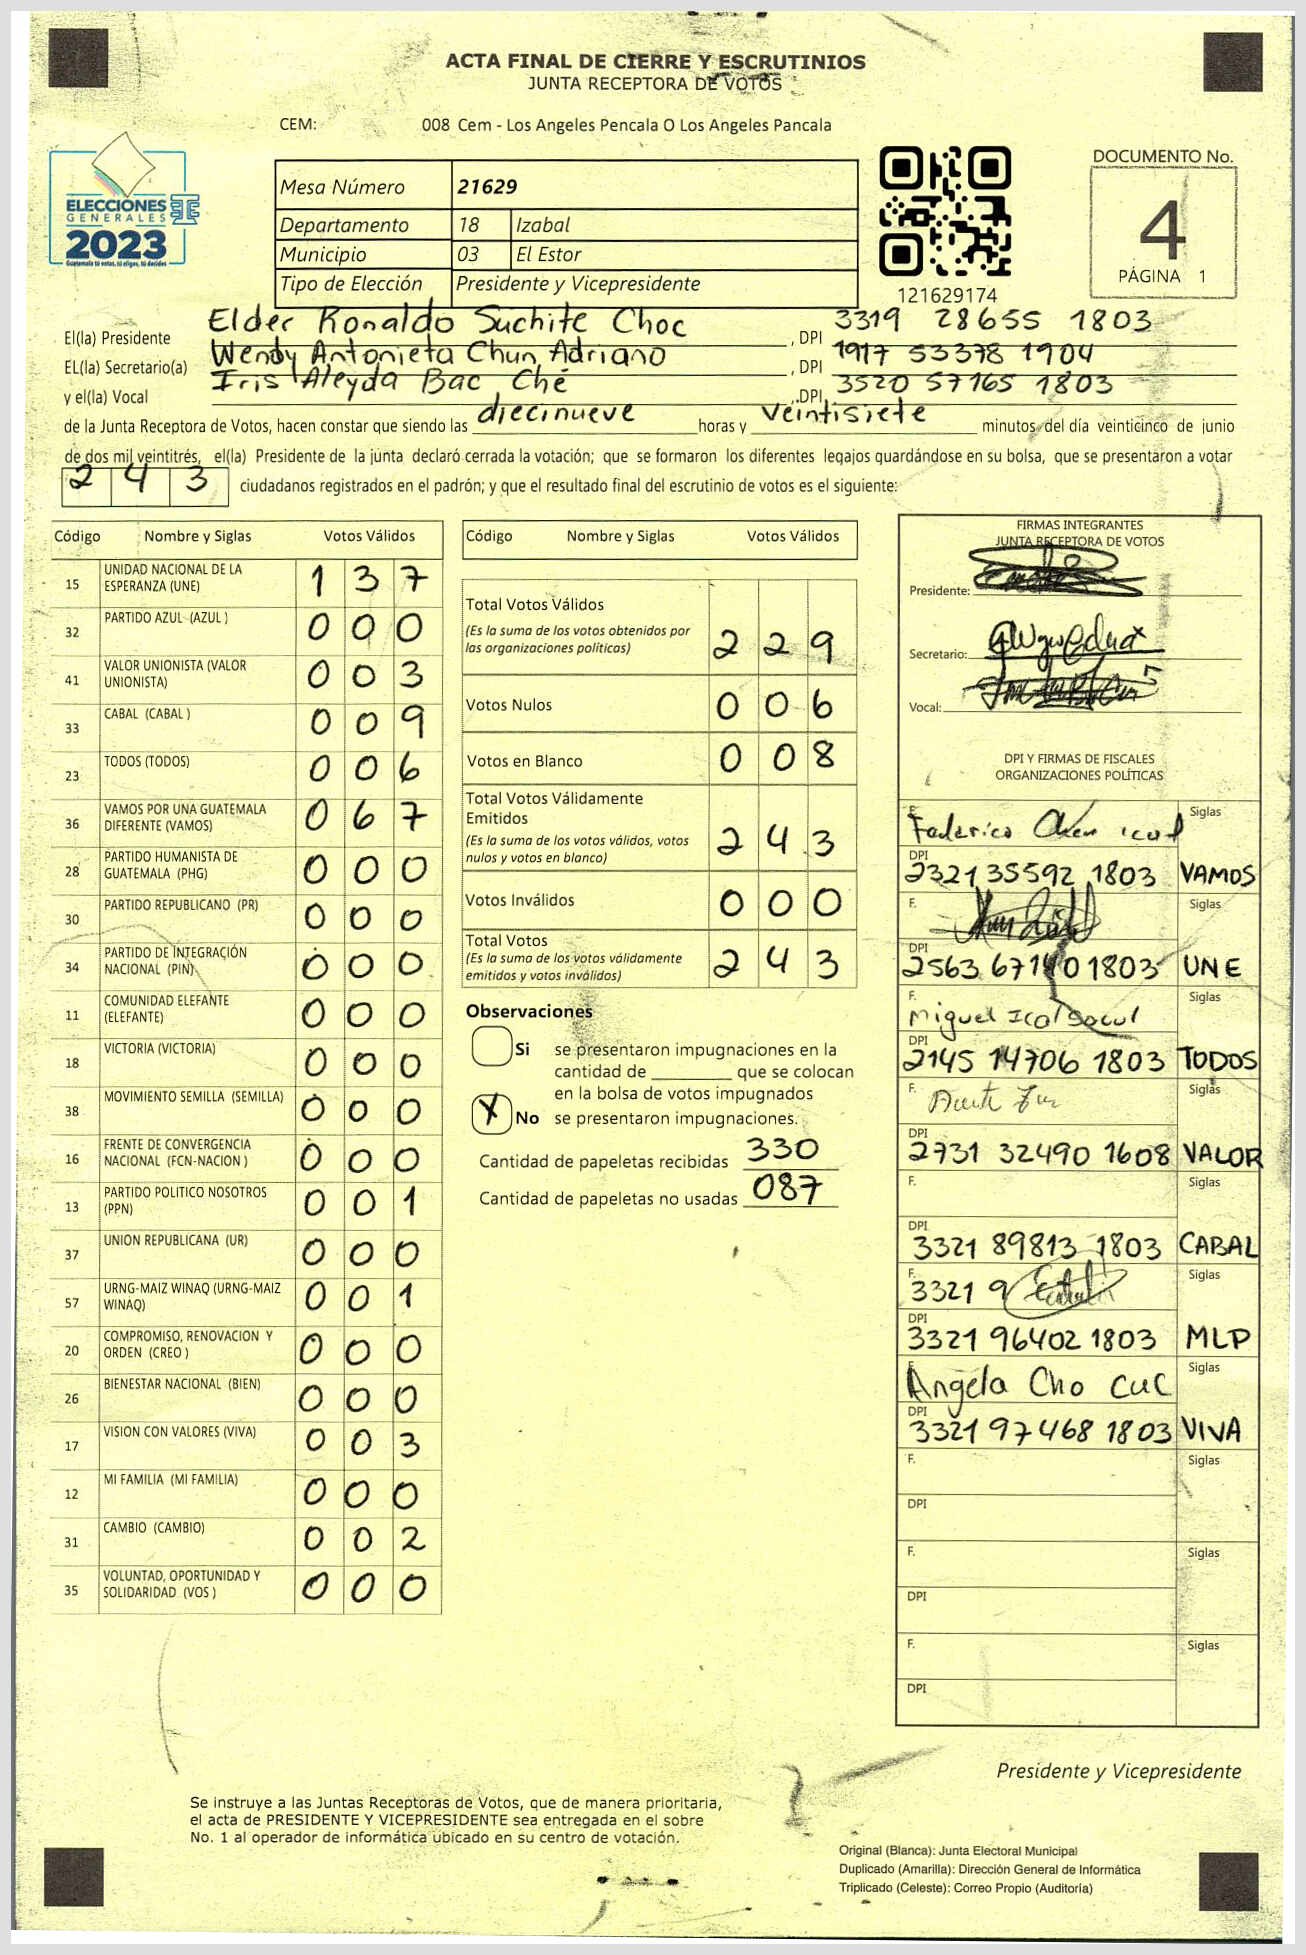 ACTA FINAL DE CIERRE Y ESCRUTINIOS
JUNTA RECEPTORA DE VOTOS
CEM: 008 Cem - Los Angeles Pencala O Los Angeles Pancala
ELECCIONES
GENERALES
2023
Guatemala tú votas, tú eliges, tú decides
Mesa Número 21629
Departamento 18 Izabal
Municipio 03 El Estor
Tipo de Elección Presidente y Vicepresidente
121629174
DOCUMENTO No.
4
PÁGINA 1
El(la) Presidente Elder Ronaldo Suchite Choc, DPI 3319 28655 1803
EL(la) Secretario(a) Wendy Antonieta Chun Adriano, DPI 1917 53378 1904
y el(la) Vocal Iris Aleyda Bac Ché, DPI 3520 57165 1803
de la Junta Receptora de Votos, hacen constar que siendo las diecinueve horas y veintisiete minutos del día veinticinco de junio
de dos mil veintitrés, el(la) Presidente de la junta declaró cerrada la votación; que se formaron los diferentes legajos quardándose en su bolsa, que se presentaron a votar
2 4 3 ciudadanos registrados en el padrón; y que el resultado final del escrutinio de votos es el siguiente:
Código Nombre y Siglas Votos Válidos
15 UNIDAD NACIONAL DE LA ESPERANZA (UNE) 1 3 7
32 PARTIDO AZUL (AZUL ) 0 0 0
41 VALOR UNIONISTA (VALOR UNIONISTA) 0 0 3
33 CABAL (CABAL ) 0 0 9
23 TODOS (TODOS) 0 0 6
36 VAMOS POR UNA GUATEMALA DIFERENTE (VAMOS) 0 6 7
28 PARTIDO HUMANISTA DE GUATEMALA (PHG) 0 0 0
30 PARTIDO REPUBLICANO (PR) 0 0 0
34 PARTIDO DE INTEGRACIÓN NACIONAL (PIN) 0 0 0
11 COMUNIDAD ELEFANTE (ELEFANTE) 0 0 0
18 VICTORIA (VICTORIA) 0 0 0
38 MOVIMIENTO SEMILLA (SEMILLA) 0 0 0
16 FRENTE DE CONVERGENCIA NACIONAL (FCN-NACION ) 0 0 0
13 PARTIDO POLITICO NOSOTROS (PPN) 0 0 1
37 UNION REPUBLICANA (UR) 0 0 0
57 URNG-MAIZ WINAQ (URNG-MAIZ WINAQ) 0 0 1
20 COMPROMISO, RENOVACION Y ORDEN (CREO ) 0 0 0
26 BIENESTAR NACIONAL (BIEN) 0 0 0
17 VISION CON VALORES (VIVA) 0 0 3
12 MI FAMILIA (MI FAMILIA) 0 0 0
31 CAMBIO (CAMBIO) 0 0 2
35 VOLUNTAD, OPORTUNIDAD Y SOLIDARIDAD (VOS ) 0 0 0
Código Nombre y Siglas Votos Válidos
Total Votos Válidos
(Es la suma de los votos obtenidos por
las organizaciones políticas) 2 2 9
Votos Nulos 0 0 6
Votos en Blanco 0 0 8
Total Votos Válidamente
Emitidos
(Es la suma de los votos válidos, votos
nulos y votos en blanco) 2 4 3
Votos Inválidos 0 0 0
Total Votos
(Es la suma de los votos válidamente
emitidos y votos inválidos) 2 4 3
Observaciones
Si se presentaron impugnaciones en la
cantidad de ________ que se colocan
en la bolsa de votos impugnados
X No se presentaron impugnaciones.
Cantidad de papeletas recibidas 330
Cantidad de papeletas no usadas 087
FIRMAS INTEGRANTES
JUNTA RECEPTORA DE VOTOS
Presidente:
Secretario:
Vocal:
DPI Y FIRMAS DE FISCALES
ORGANIZACIONES POLÍTICAS
F. Federico Siglas
DPI 2321 35592 1803 VAMOS
F. Siglas
DPI 2563 67140 1803 UNE
F. Miguel Siglas
DPI 2145 14706 1803 TODOS
F. Siglas
DPI 2731 32490 1608 VALOR
F. Siglas
DPI 3321 89813 1803 CABAL
F. 3321 9 Siglas
DPI 3321 96402 1803 MLP
F. Angela Cho Cuc Siglas
DPI 3321 97468 1803 VIVA
F. Siglas
DPI
F. Siglas
DPI
F. Siglas
DPI
Presidente y Vicepresidente
Se instruye a las Juntas Receptoras de Votos, que de manera prioritaria,
el acta de PRESIDENTE Y VICEPRESIDENTE sea entregada en el sobre
No. 1 al operador de informática ubicado en su centro de votación.
Original (Blanca): Junta Electoral Municipal
Duplicado (Amarilla): Dirección General de Informática
Triplicado (Celeste): Correo Propio (Auditoría)